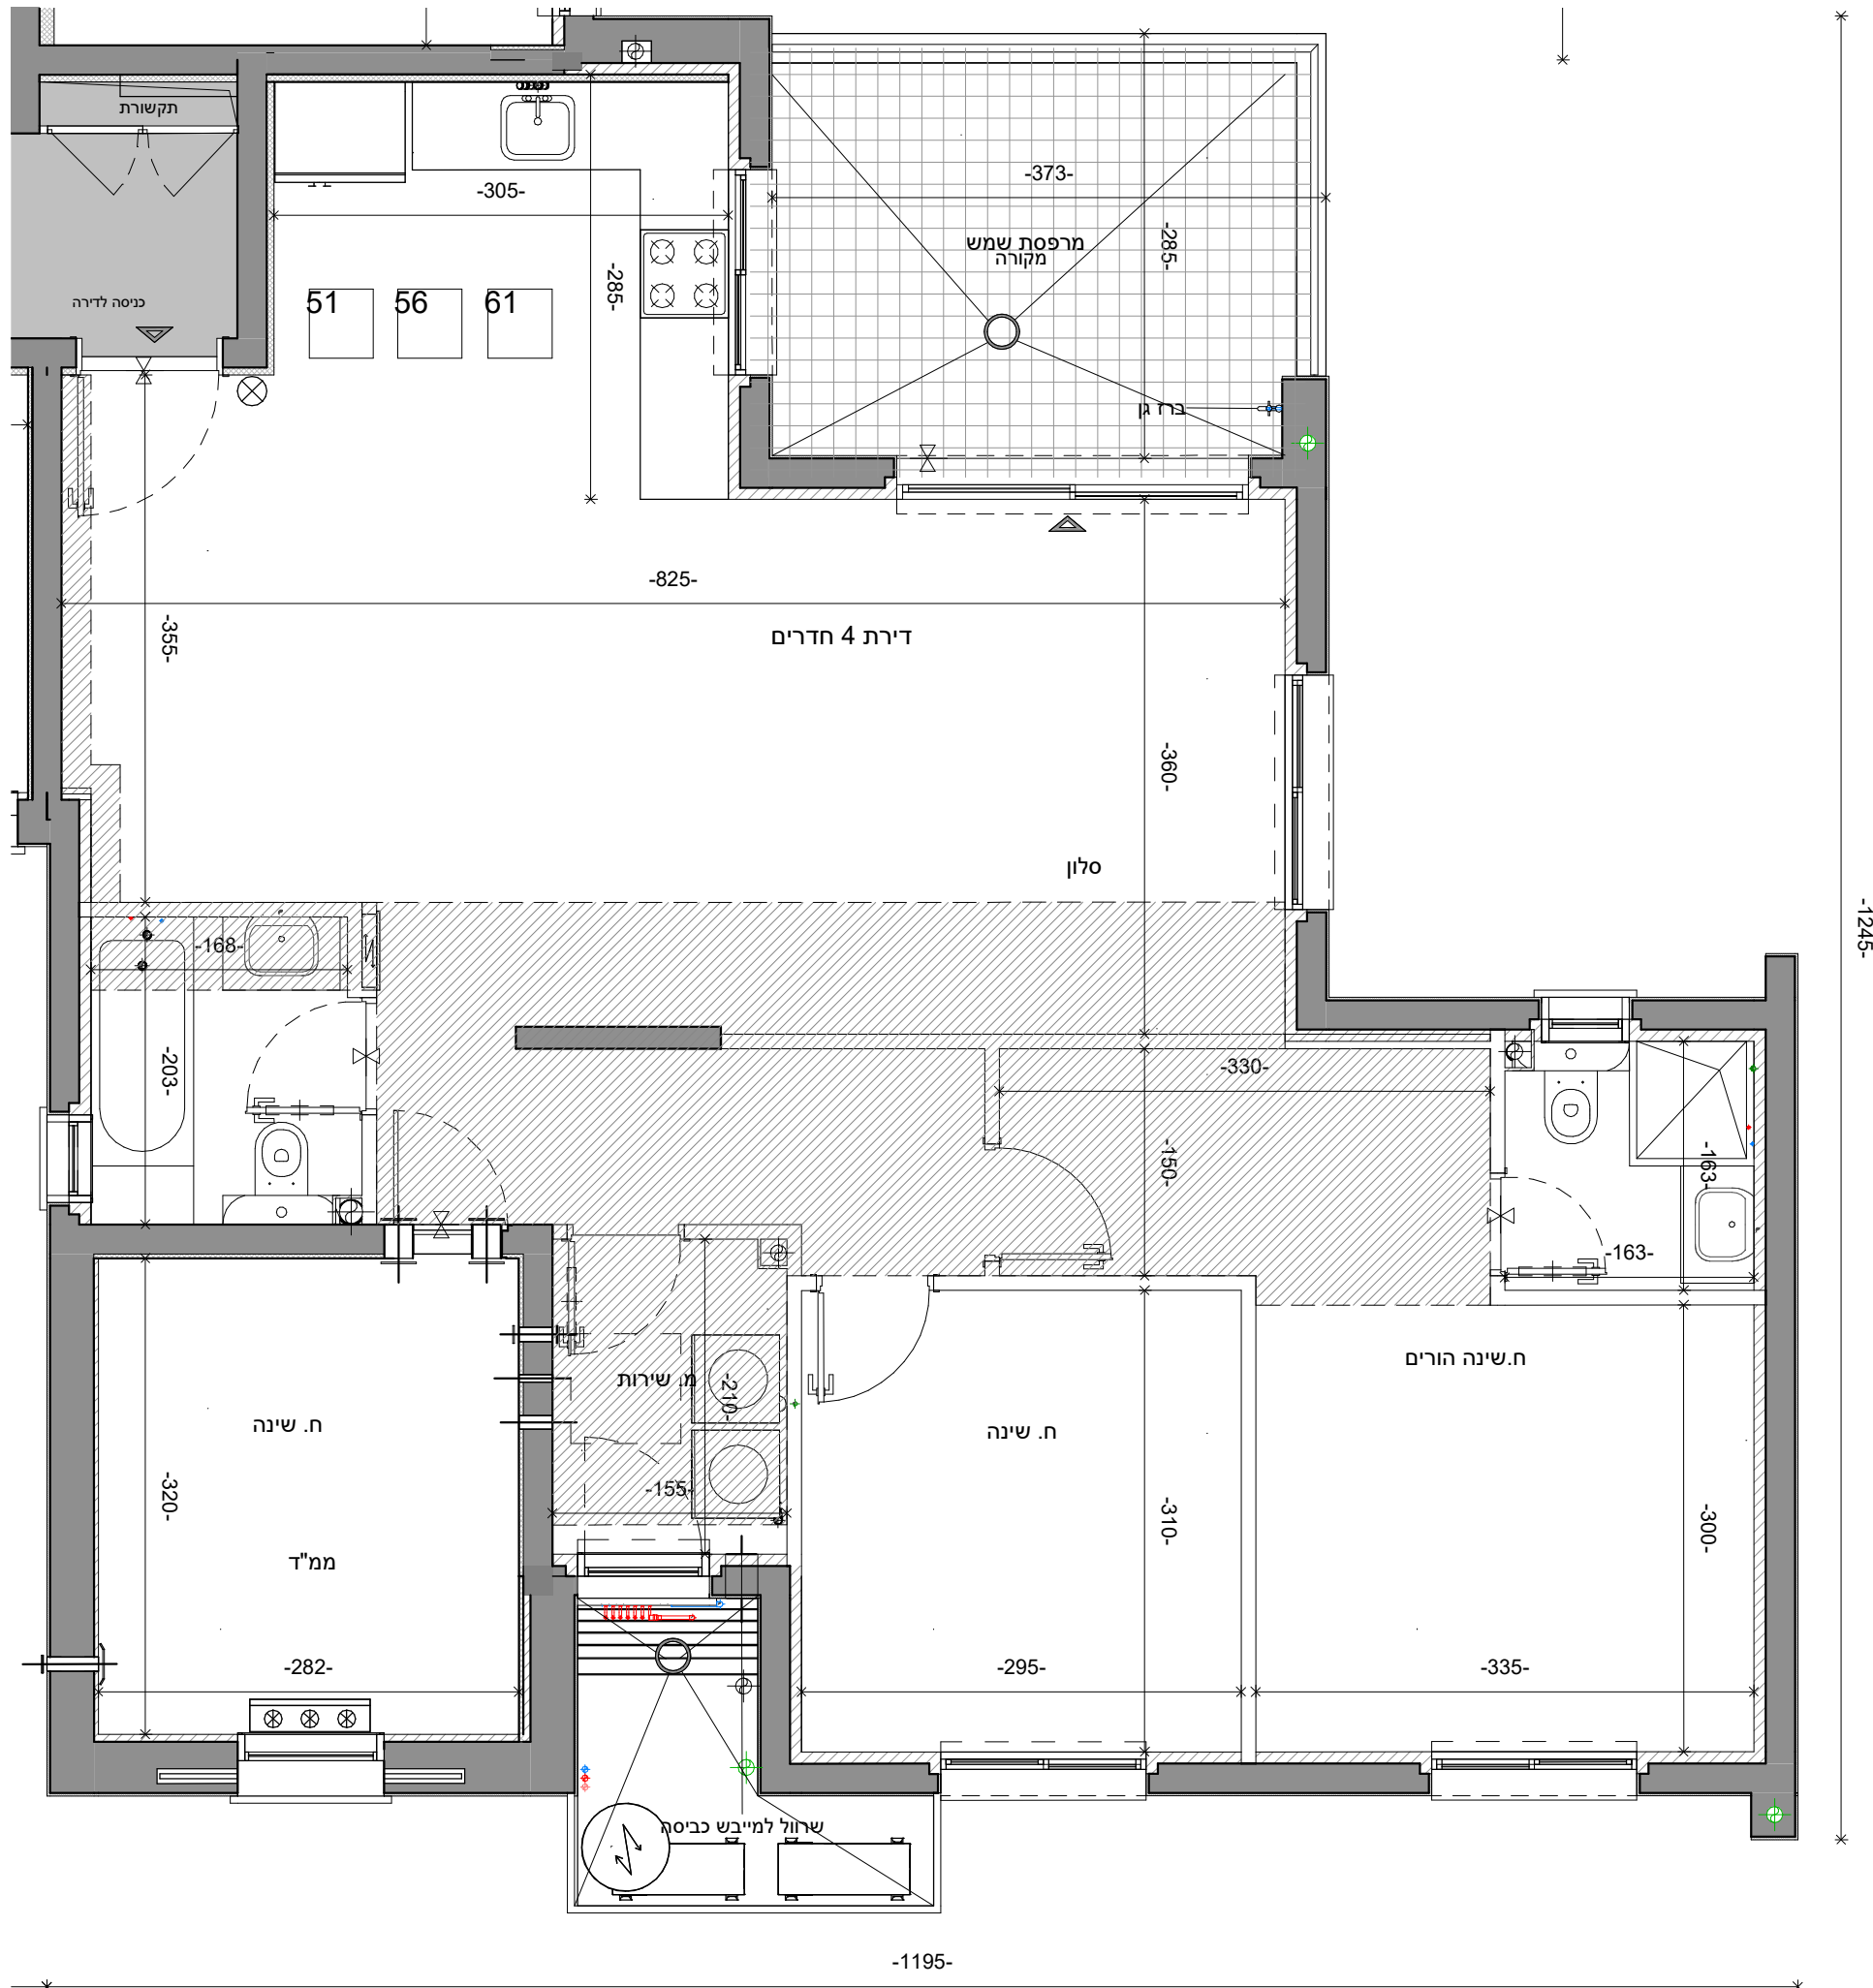 תקשורת
-305-
-373-
-285-
מרפסת שמש
מקורה
-285-
כניסה לדירה
51
56
61
ברז גן
-825-
-355-
דירת 4 חדרים
-360-
סלון
-1245-
-168-
-203-
-330-
-150-
-163-
-163-
ח.שינה הורים
מ. שירות
-210-
ח. שינה
ח. שינה
-155-
-320-
-310-
-300-
ממ"ד
-282-
-295-
-335-
שרוול למייבש כביסה
-1195-